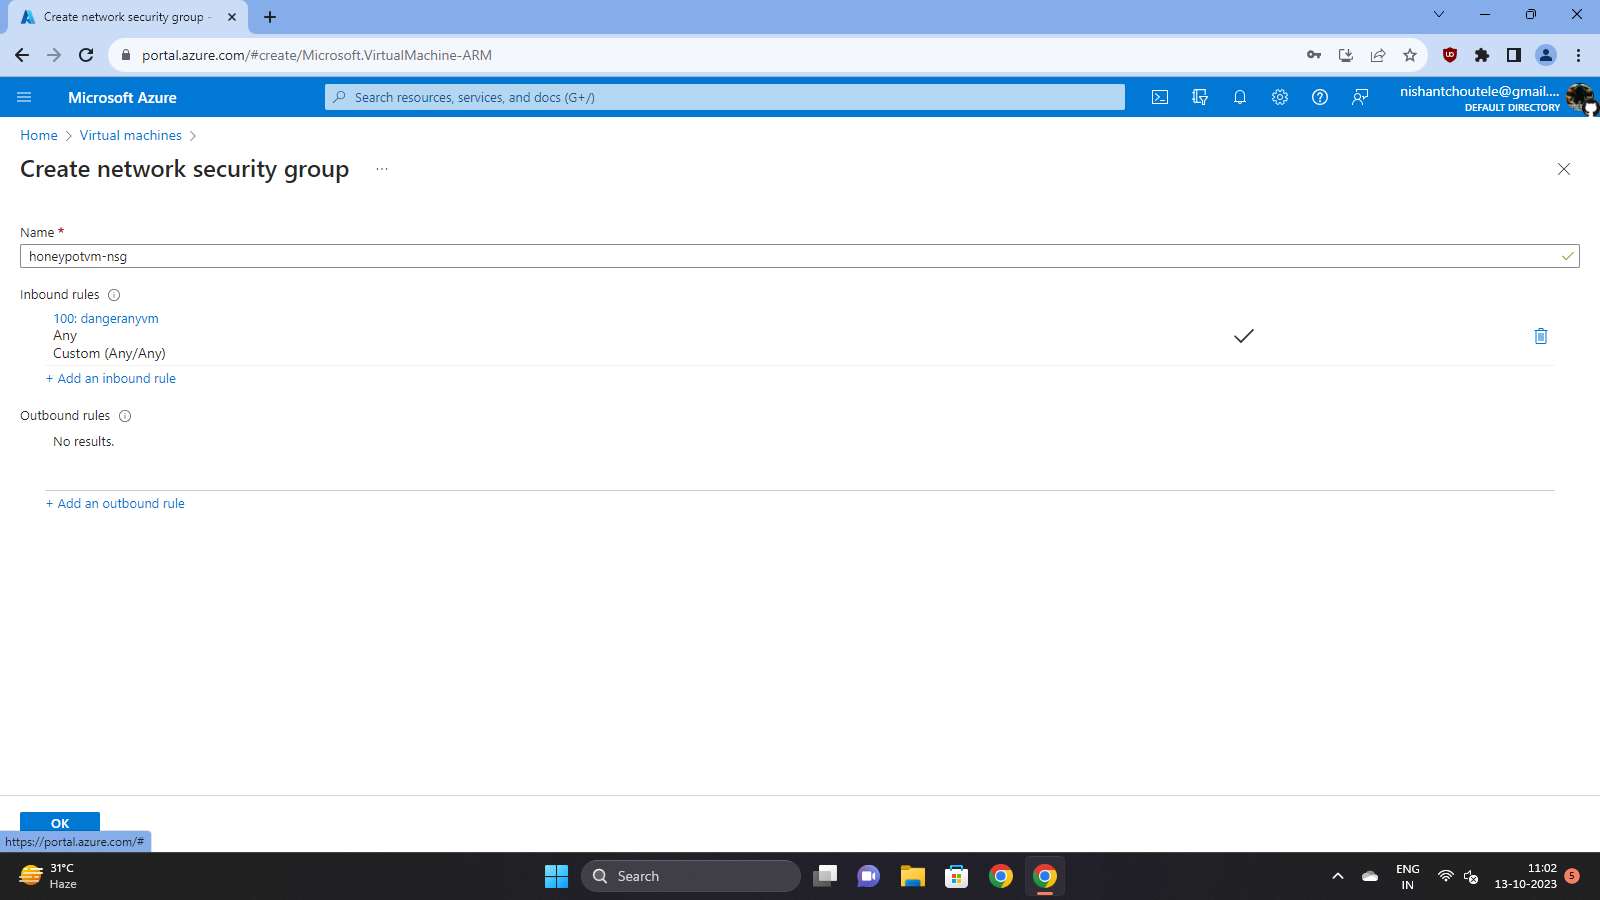 Create network security group -
portal.azure.com/#create/Microsoft.VirtualMachine-ARM
Microsoft Azure
Search resources, services, and docs (G+/)
nishantchoutele@gmail....
DEFAULT DIRECTORY
Home > Virtual machines >
Create network security group ...
Name *
honeypotvm-nsg
Inbound rules
100: dangeranyvm
Any
Custom (Any/Any)
+ Add an inbound rule
Outbound rules
No results.
+ Add an outbound rule
OK
https://portal.azure.com/#
31°C
Haze
Search
ENG
IN
11:02
13-10-2023
5